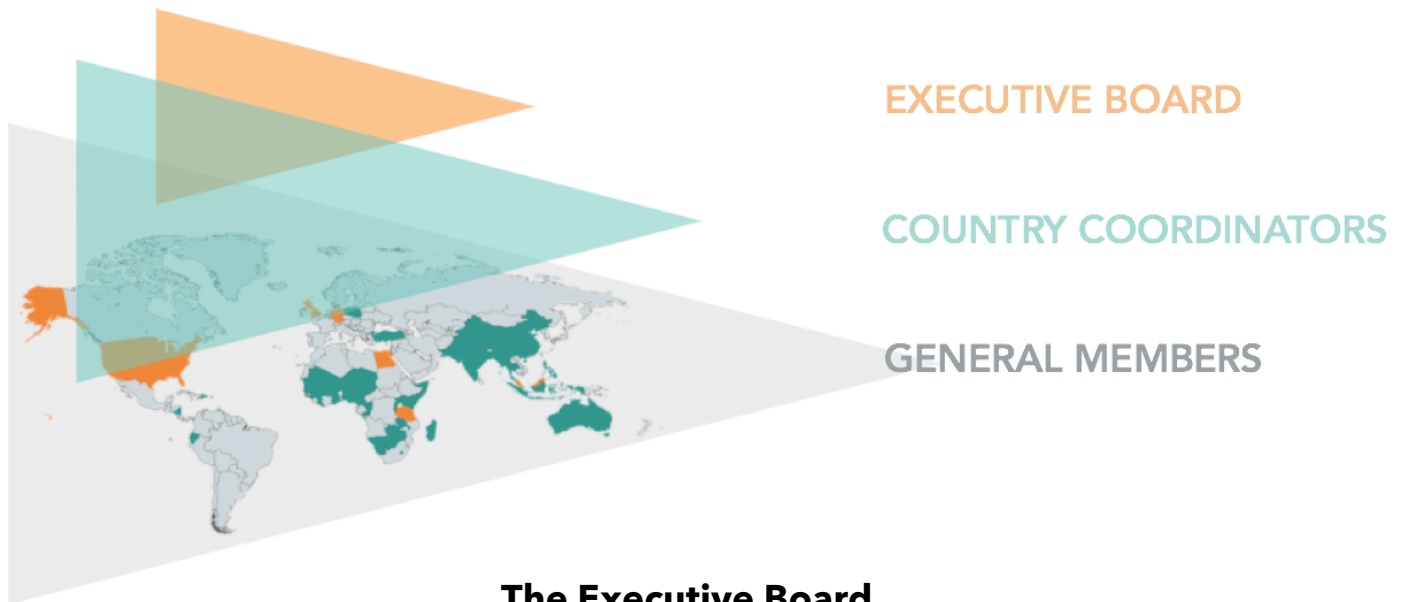 EXECUTIVE BOARD
COUNTRY COORDINATORS
GENERAL MEMBERS
The Executive Board